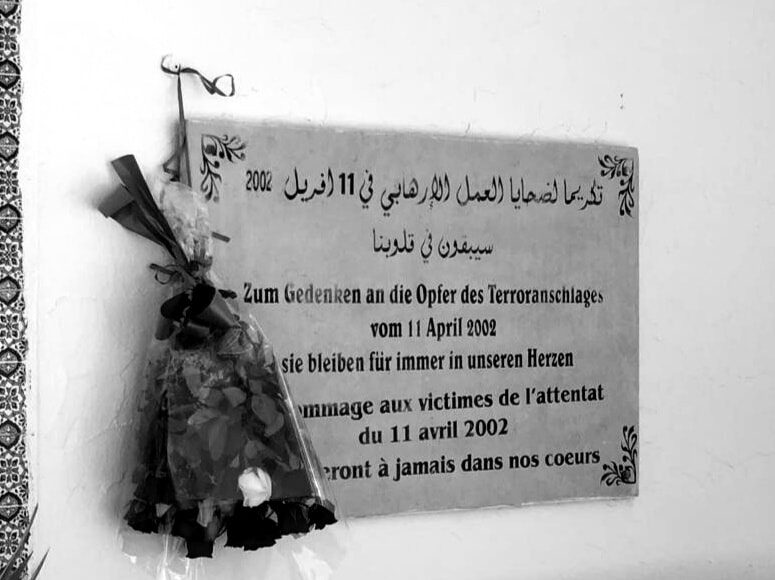 تكريما لضحايا العمل الإرهابي في 11 افريل 2002
سيبقون في قلوبنا
Zum Gedenken an die Opfer des Terroranschlages
vom 11 April 2002
sie bleiben für immer in unseren Herzen
aux victimes de l'attentat
du 11 avril 2002
à jamais dans nos coeurs